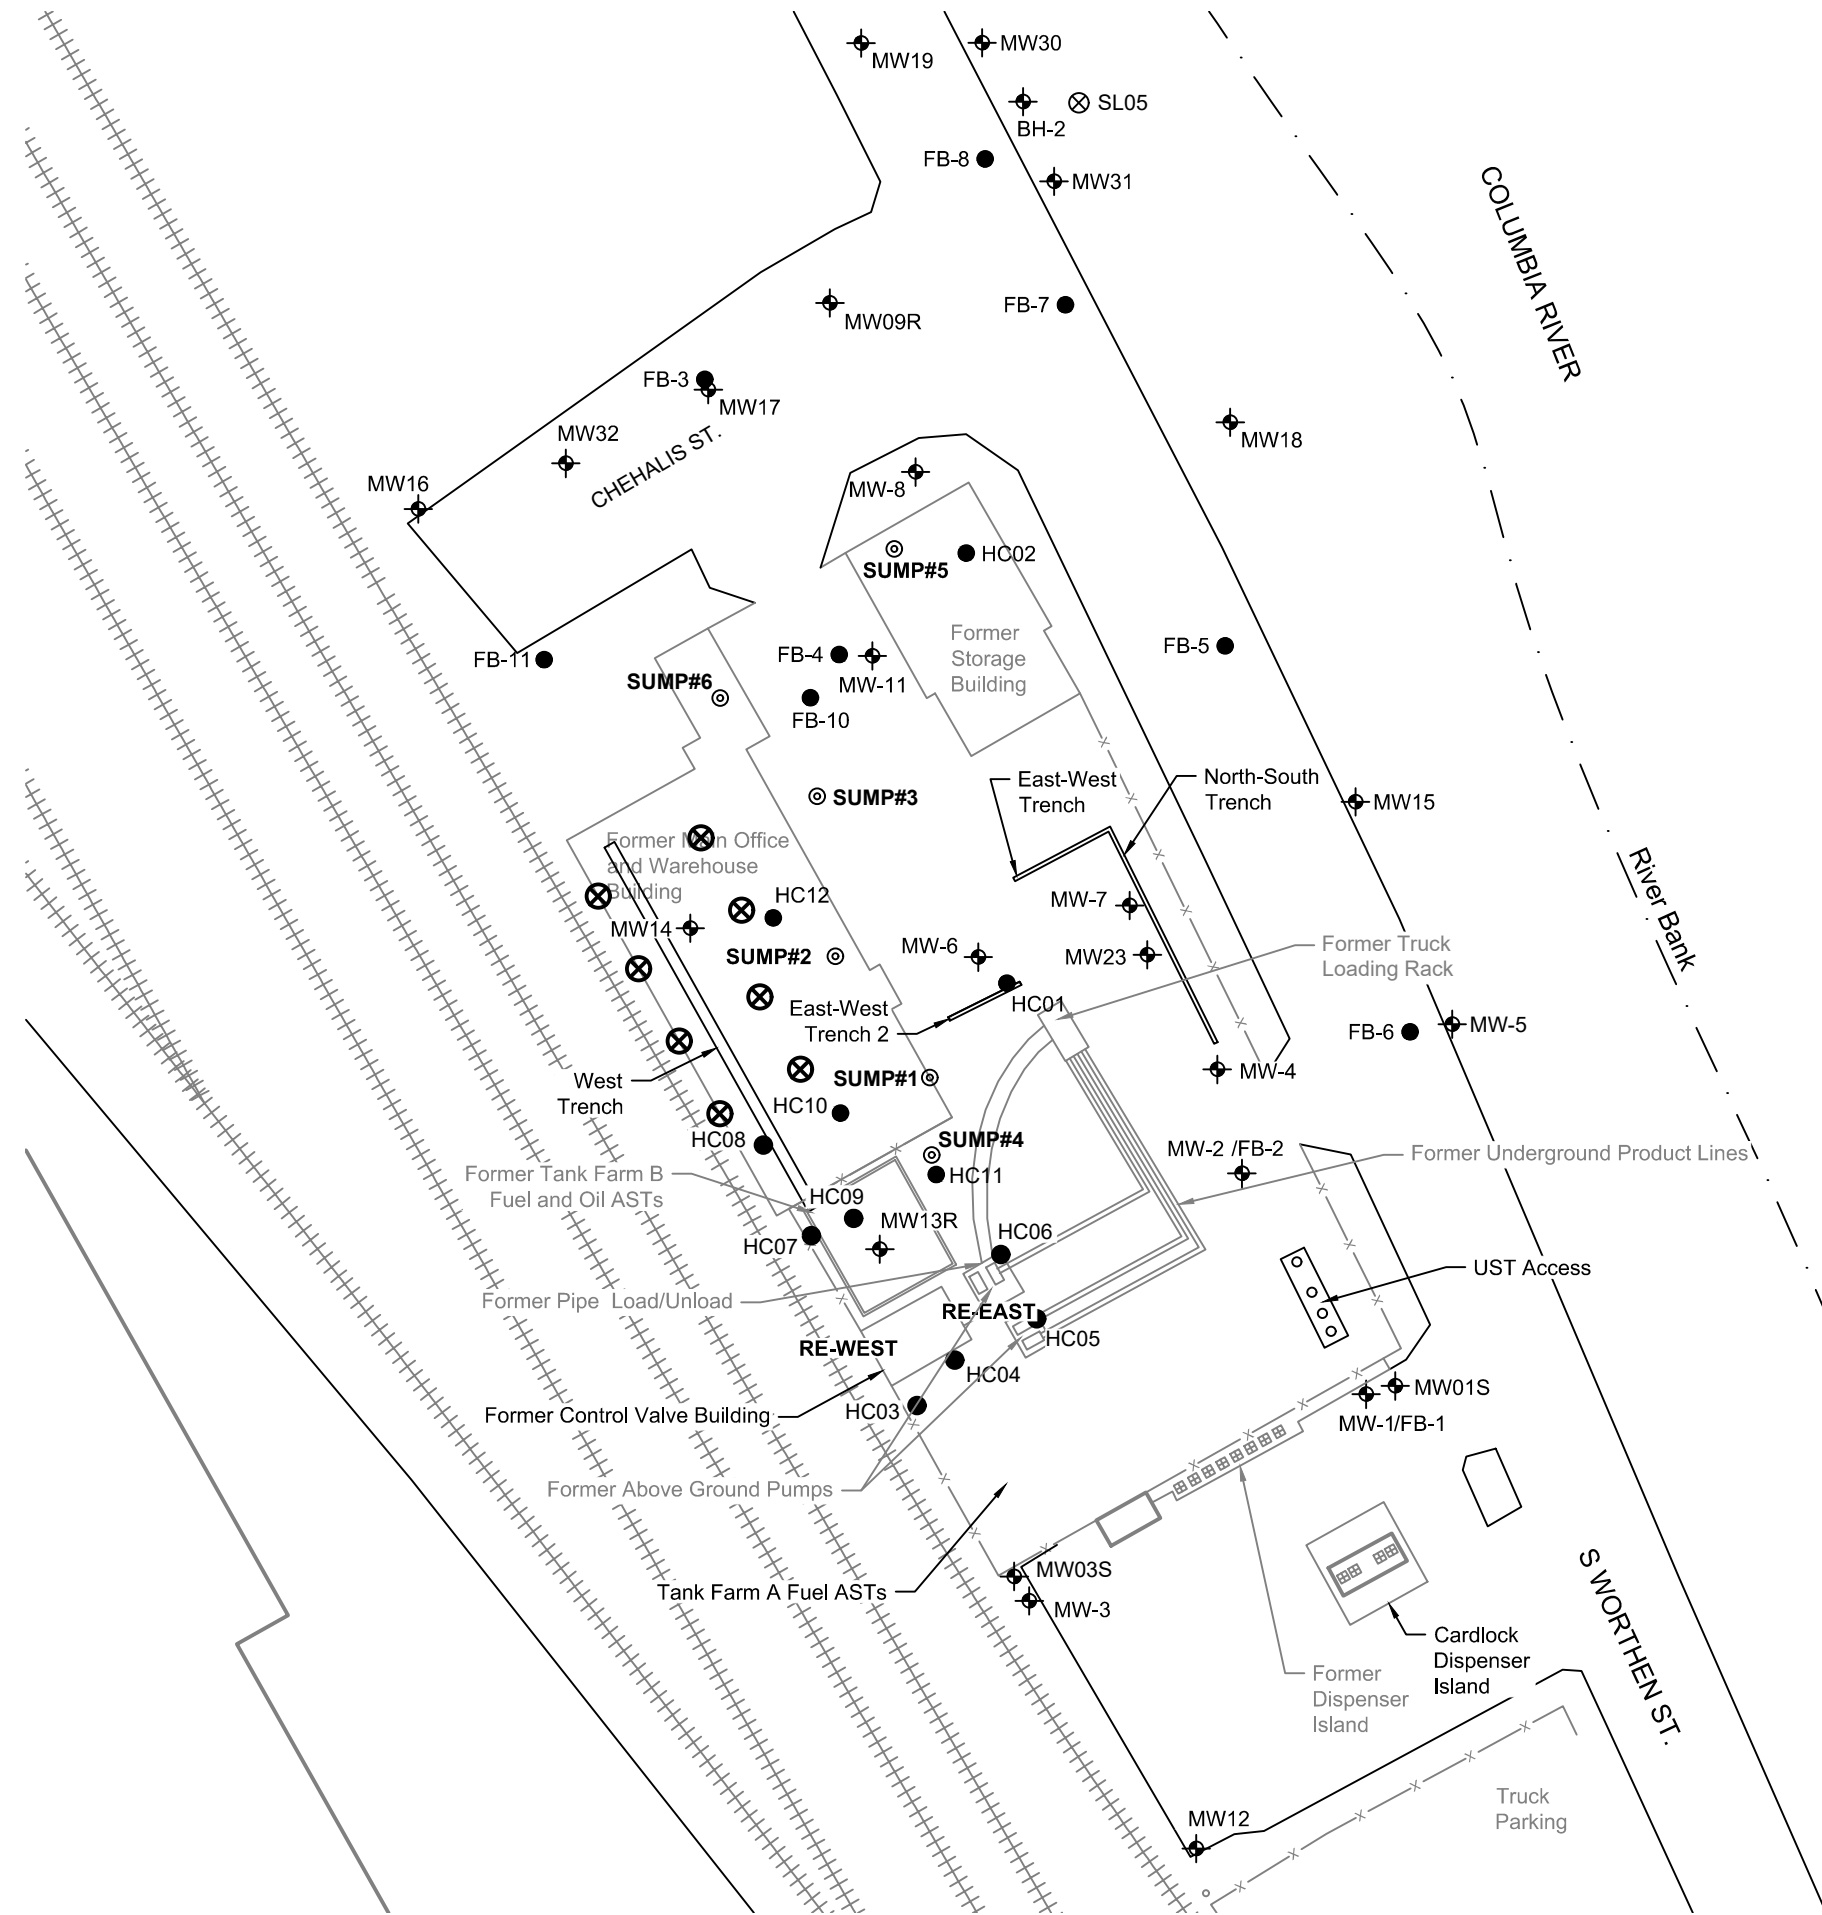 MW19
MW30
BH-2
SL05
FB-8
MW31
COLUMBIA RIVER
MW09R
FB-7
FB-3
MW17
MW18
MW32
CHEHALIS ST.
MW16
MW-8
SUMP#5
HC02
Former
Storage
Building
FB-11
FB-4
MW-11
FB-5
SUMP#6
FB-10
East-West
Trench
North-South
Trench
SUMP#3
MW15
Former Main Office
and Warehouse
Building
River Bank
HC12
MW-7
MW14
SUMP#2
MW-6
MW23
Former Truck
Loading Rack
HC01
East-West
Trench 2
FB-6
MW-5
West
Trench
SUMP#1
MW-4
HC10
HC08
SUMP#4
MW-2 /FB-2
Former Underground Product Lines
Former Tank Farm B
Fuel and Oil ASTs
HC11
HC09
MW13R
HC07
HC06
UST Access
Former Pipe Load/Unload
RE-EAST
RE-WEST
HC05
HC04
MW01S
Former Control Valve Building
HC03
MW-1/FB-1
Former Above Ground Pumps
Tank Farm A Fuel ASTs
MW03S
MW-3
S WORTHEN ST.
Cardlock
Dispenser
Island
Former
Dispenser
Island
Truck
Parking
MW12